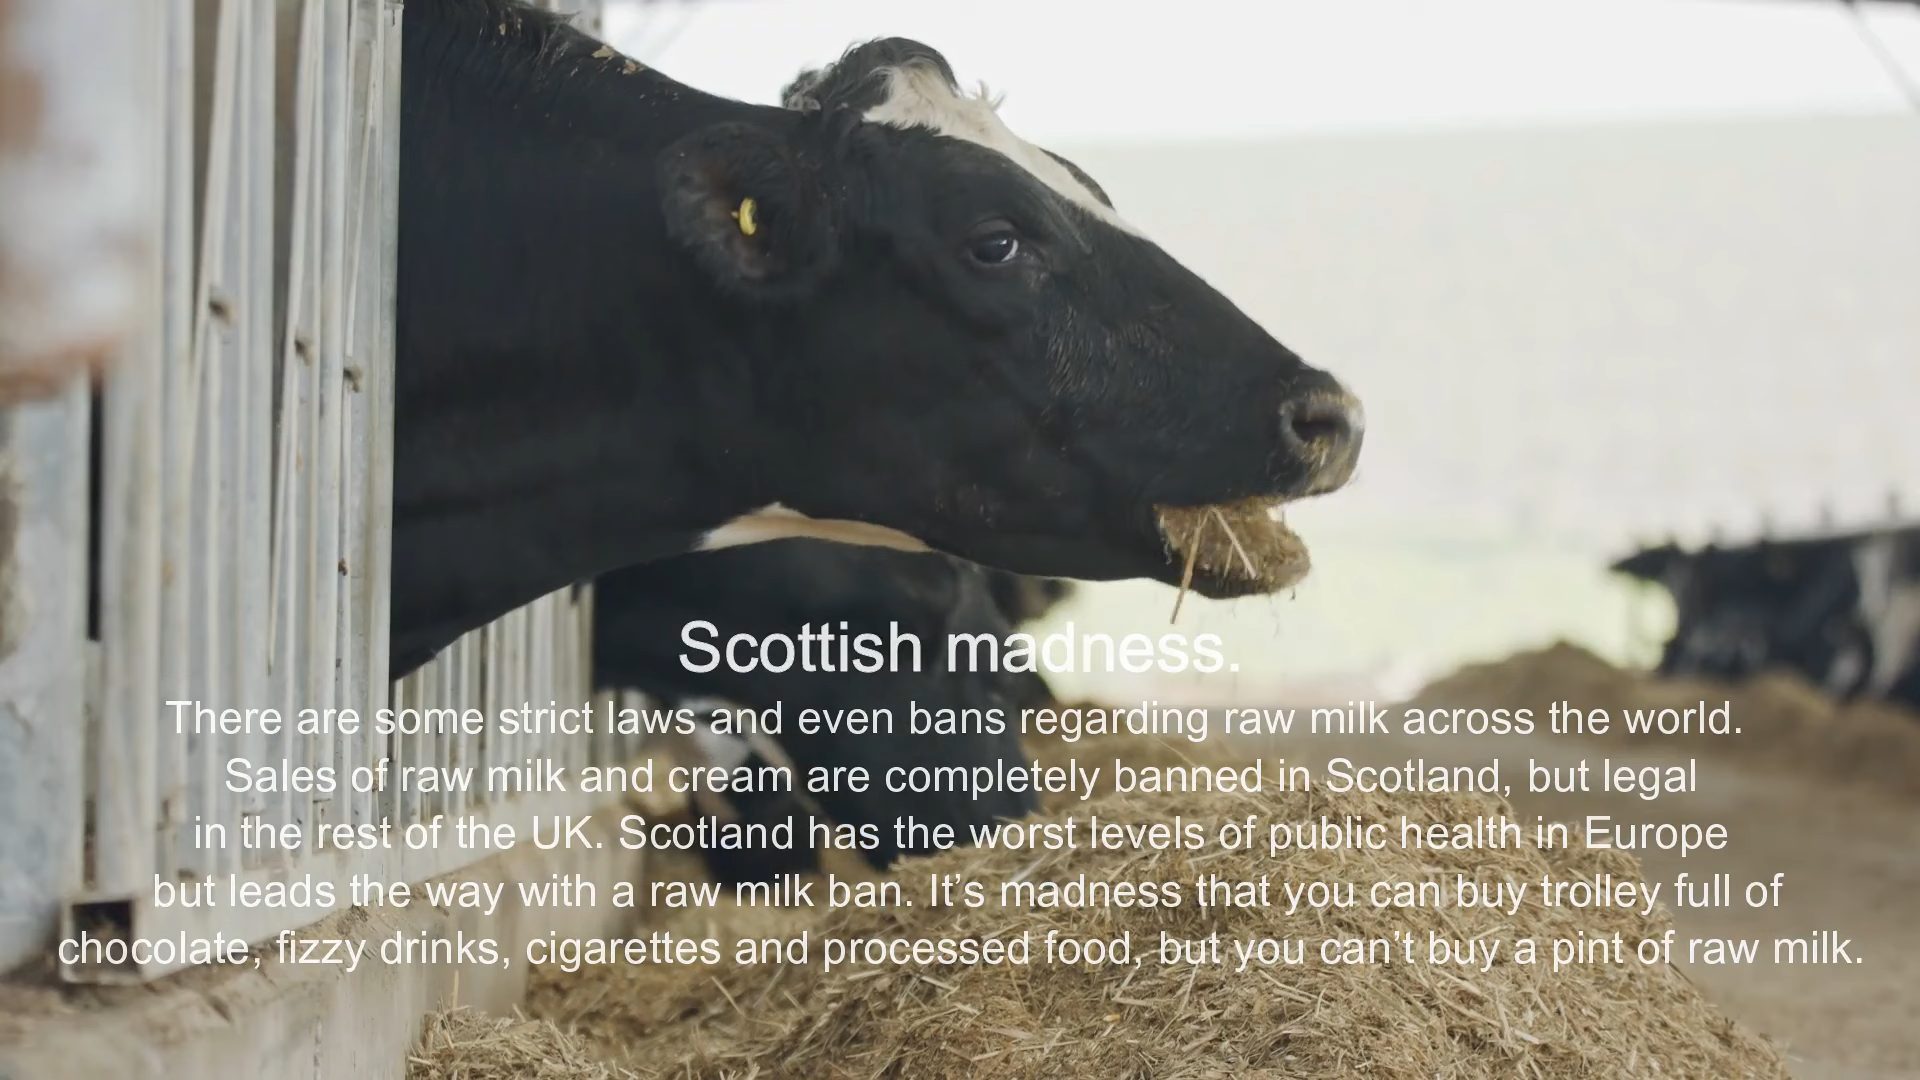 Scottish madness.
There are some strict laws and even bans regarding raw milk across the world.
Sales of raw milk and cream are completely banned in Scotland, but legal
in the rest of the UK. Scotland has the worst levels of public health in Europe
but leads the way with a raw milk ban. It’s madness that you can buy trolley full of
chocolate, fizzy drinks, cigarettes and processed food, but you can’t buy a pint of raw milk.